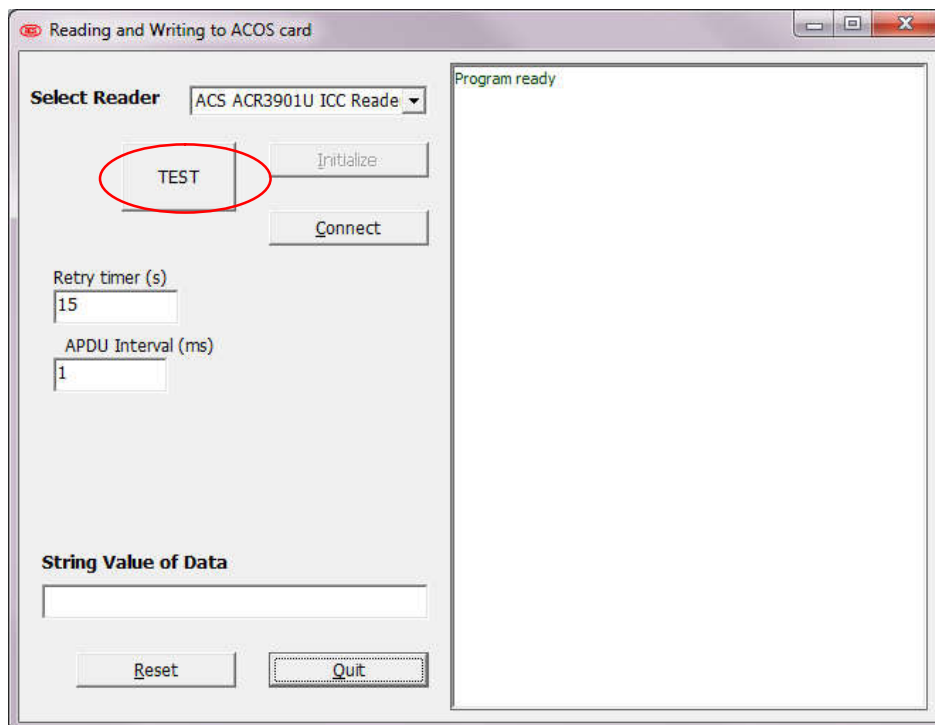 Reading and Writing to ACOS card
Select Reader
ACS ACR3901U ICC Reade
Program ready
TEST
Initialize
Connect
Retry timer (s)
15
APDU Interval (ms)
1
String Value of Data
Reset
Quit